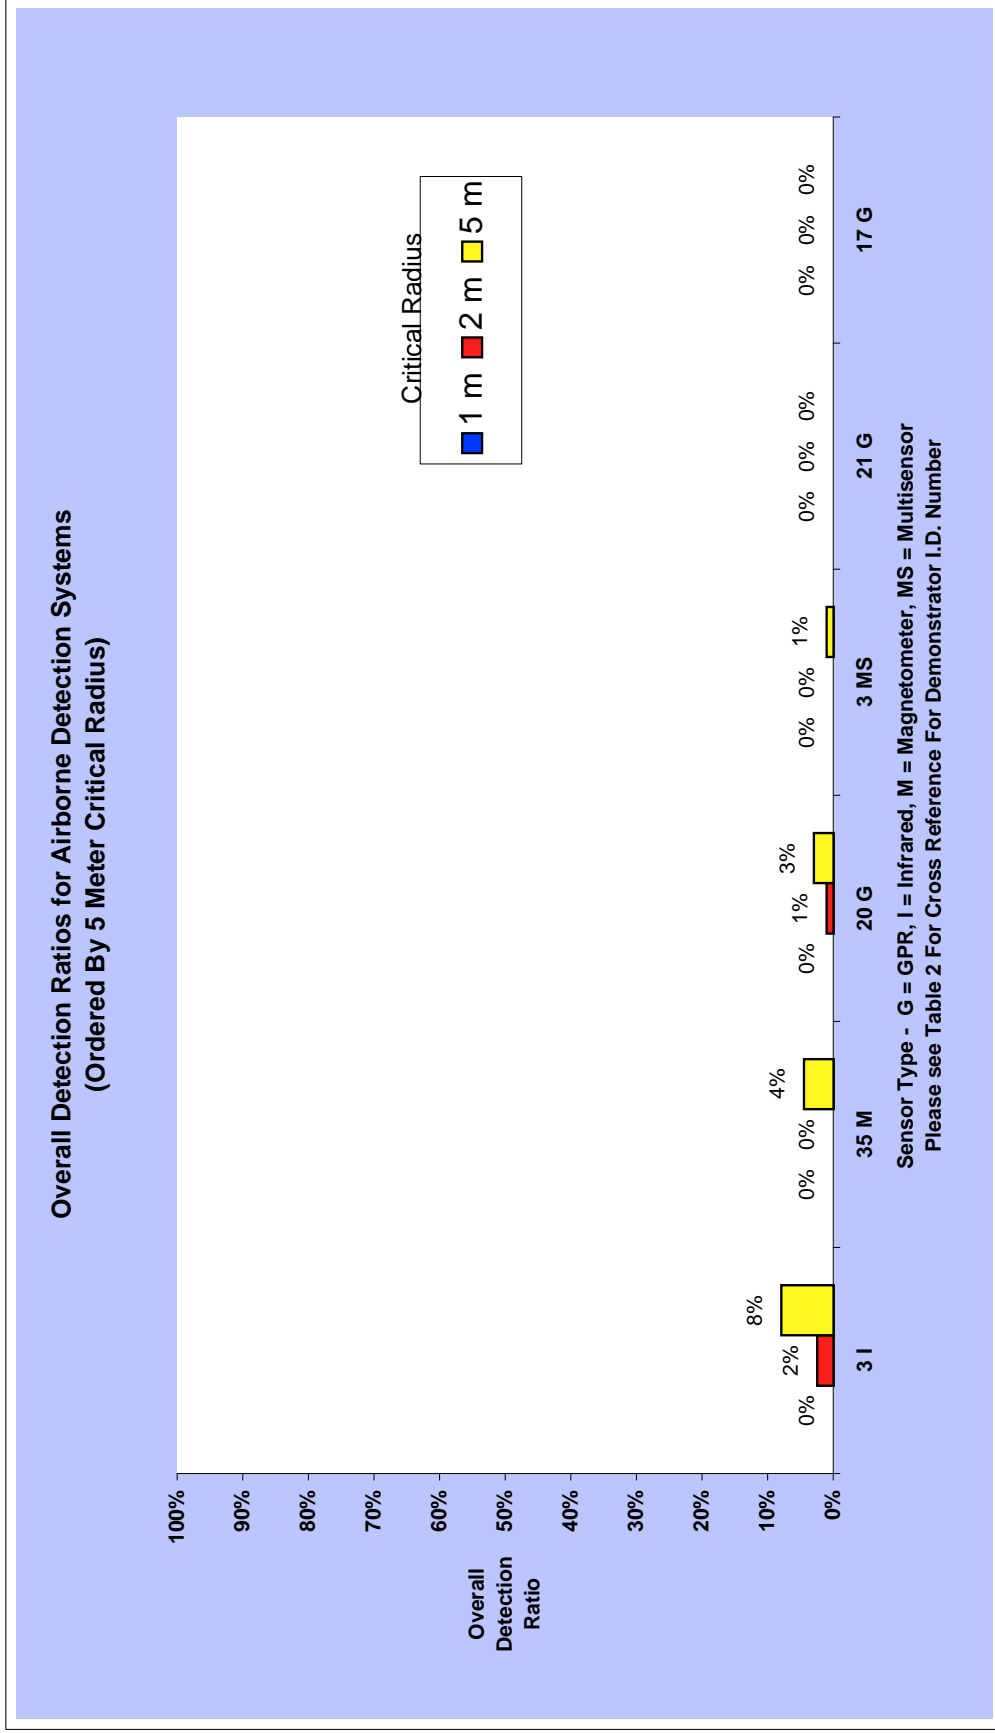 Overall Detection Ratios for Airborne Detection Systems
(Ordered By 5 Meter Critical Radius)
100%
90%
80%
70%
60%
50%
40%
30%
20%
10%
0%
Overall
Detection
Ratio
Critical Radius
1 m 2 m 5 m
0% 2% 8%
0% 0% 4%
0% 1% 3%
0% 0% 1%
0% 0% 0%
0% 0% 0%
3 I 35 M 20 G 3 MS 21 G 17 G
Sensor Type - G = GPR, I = Infrared, M = Magnetometer, MS = Multisensor
Please see Table 2 For Cross Reference For Demonstrator I.D. Number